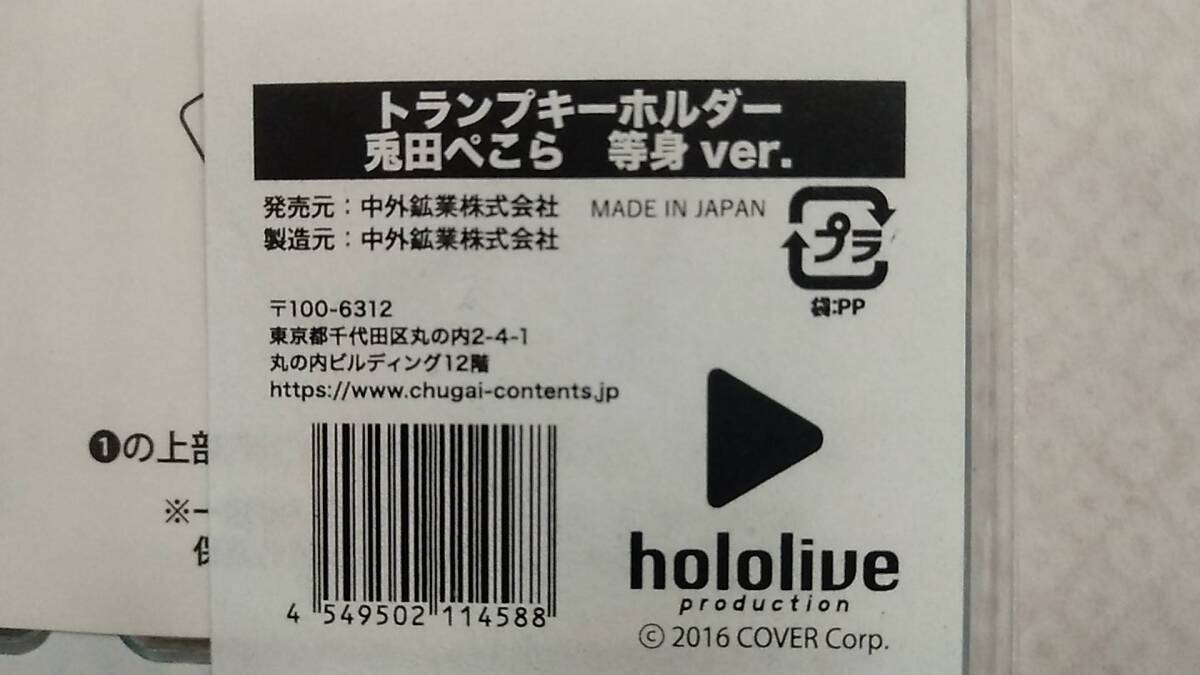 トランプキーホルダー
兎田ぺこら 等身 ver.
発売元：中外鉱業株式会社
製造元：中外鉱業株式会社
MADE IN JAPAN
プラ
袋:PP
〒100-6312
東京都千代田区丸の内2-4-1
丸の内ビルディング12階
https://www.chugai-contents.jp
4 549502 114588
hololive
production
© 2016 COVER Corp.
❶の上部
※一
保